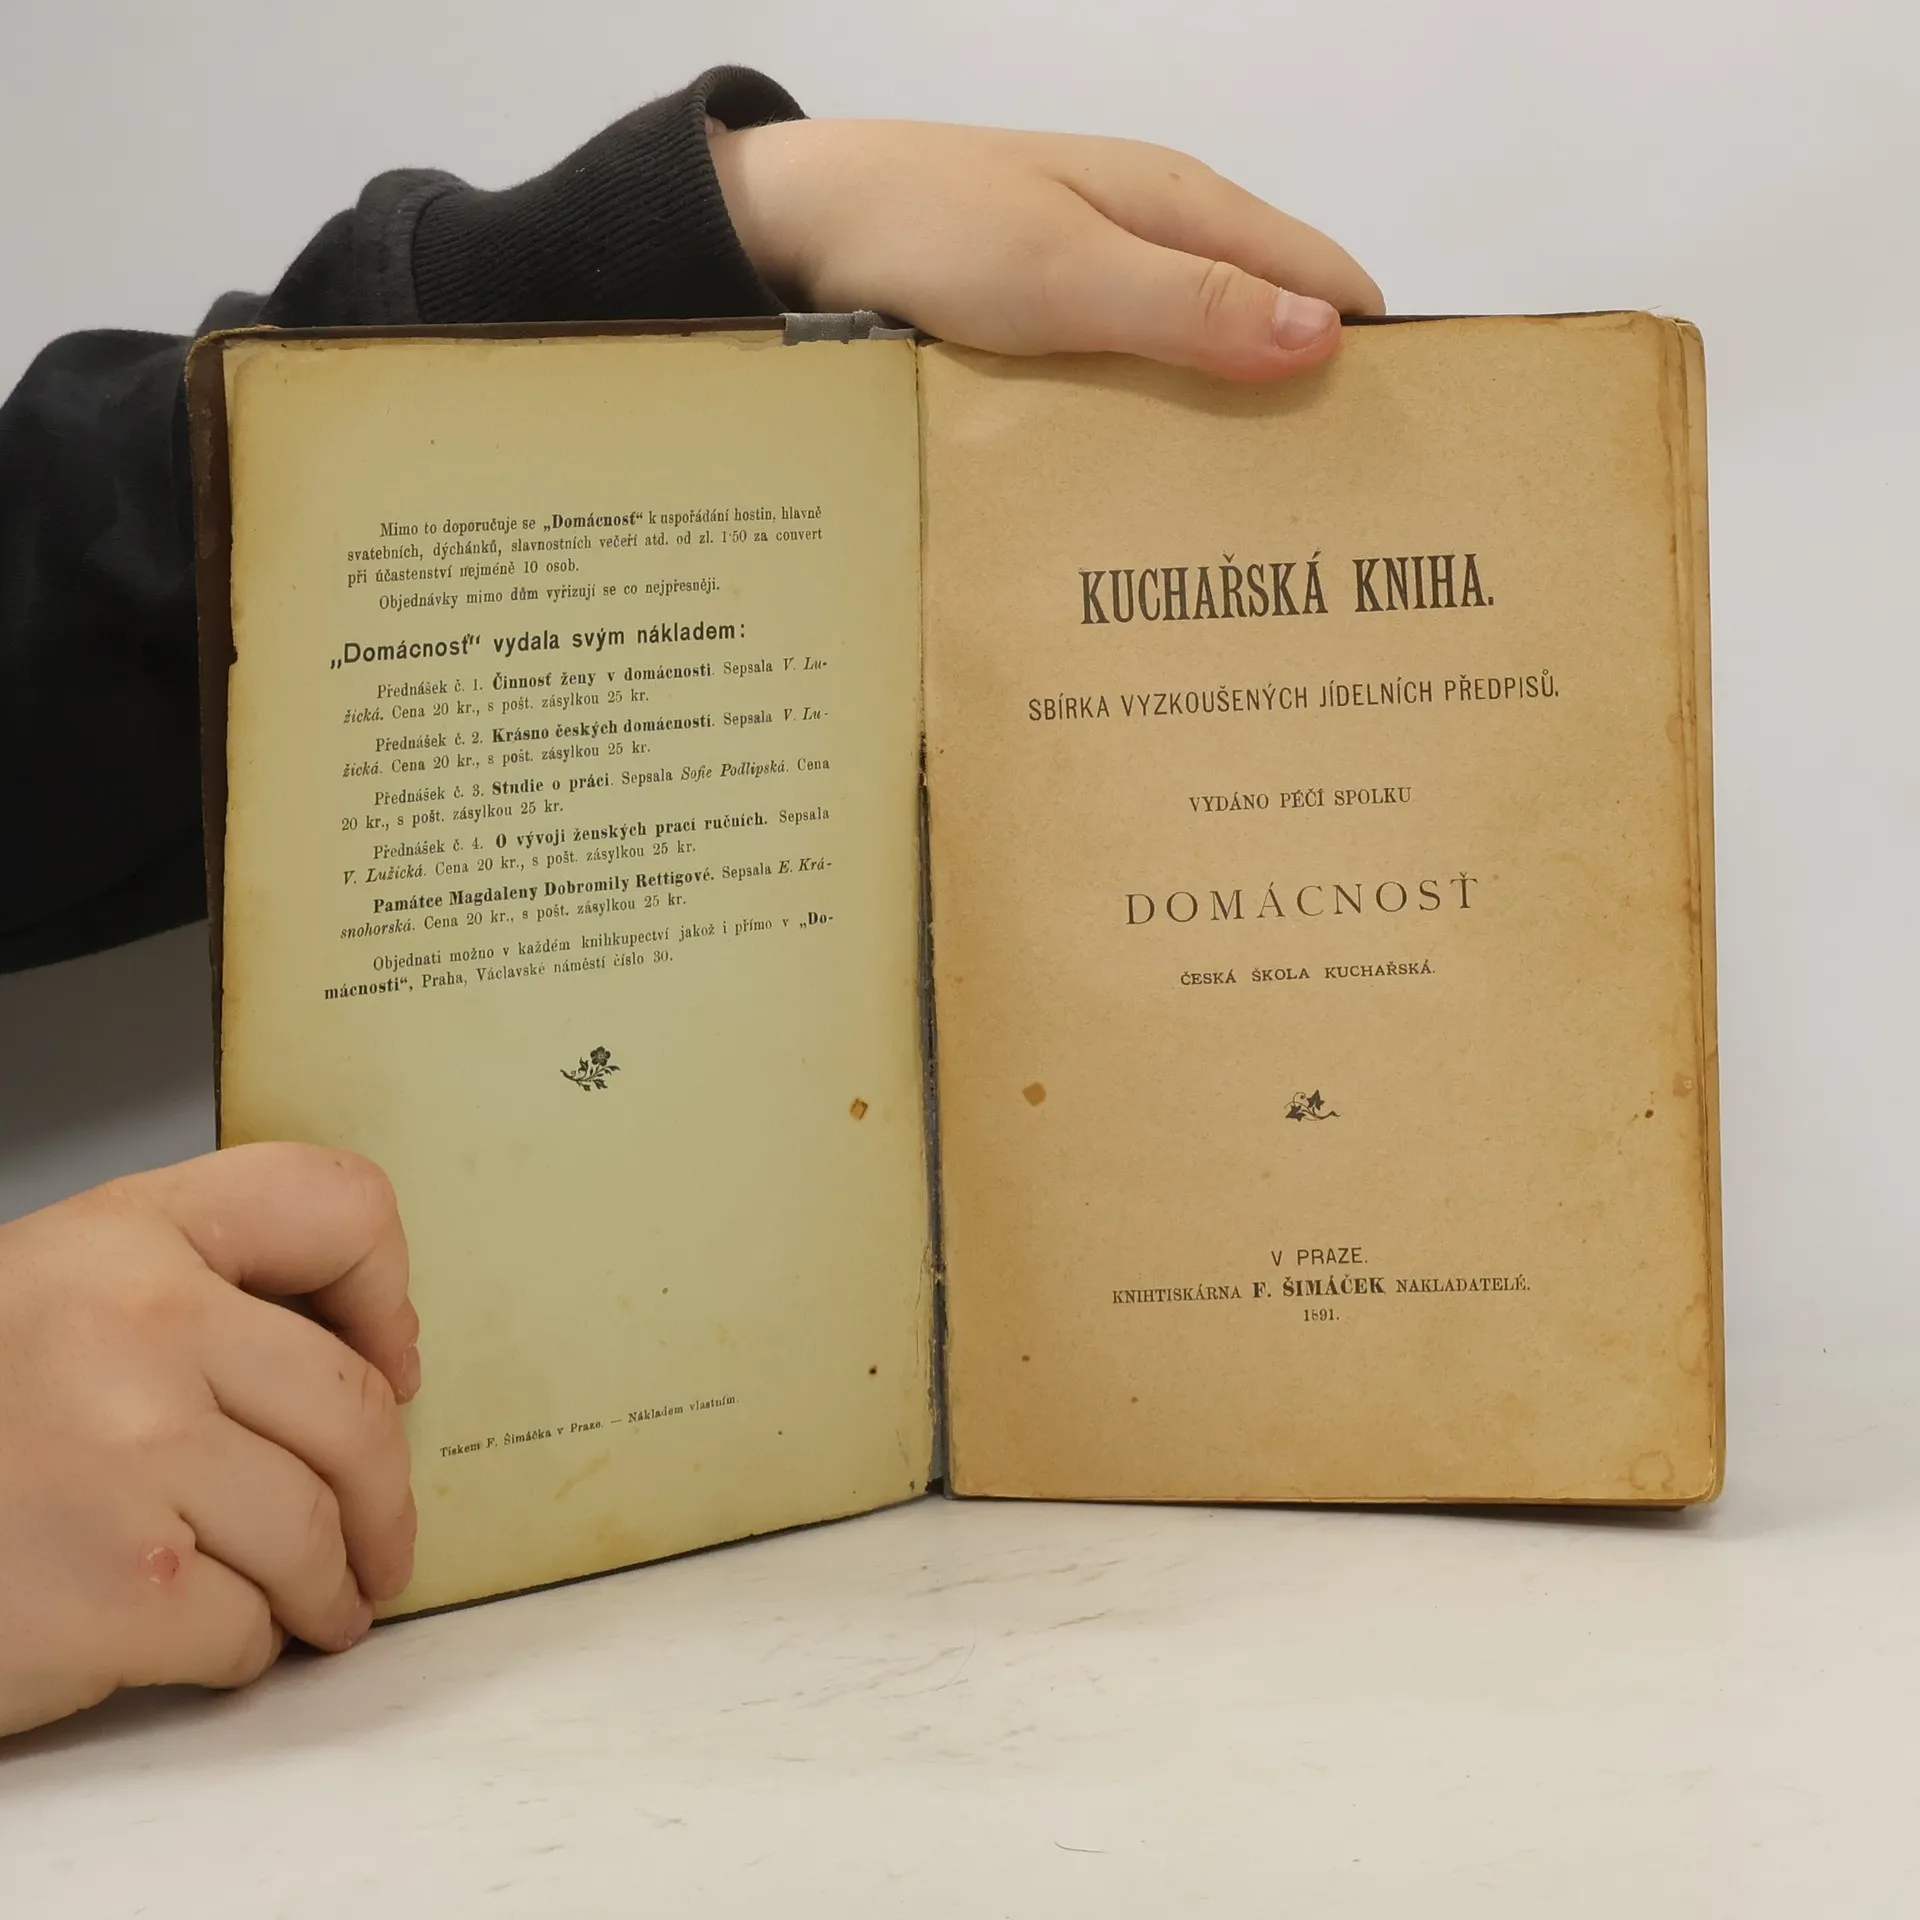 Mimo to doporučuje se „Domácnosť“ k uspořádání hostin, hlavně
svatebních, dýchánků, slavnostních večeří atd. od zl. 1·50 za convert
při účastenství nejméně 10 osob.
Objednávky mimo dům vyřizují se co nejpřesněji.
„Domácnosť“ vydala svým nákladem:
Přednášek č. 1. Činnosť ženy v domácnosti. Sepsala V. Lu-
žická. Cena 20 kr., s pošt. zásylkou 25 kr.
Přednášek č. 2. Krásno českých domácností. Sepsala V. Lu-
žická. Cena 20 kr., s pošt. zásylkou 25 kr.
Přednášek č. 3. Studie o práci. Sepsala Sofie Podlipská. Cena
20 kr., s pošt. zásylkou 25 kr.
Přednášek č. 4. O vývoji ženských prací ručních. Sepsala
V. Lužická. Cena 20 kr., s pošt. zásylkou 25 kr.
Památce Magdaleny Dobromily Rettigové. Sepsala E. Krá-
snohorská. Cena 20 kr., s pošt. zásylkou 25 kr.
Objednati možno v každém knihkupectví jakož i přímo v „Do-
mácnosti“, Praha, Václavské náměstí číslo 30.
Tiskem F. Šimáčka v Praze. — Nákladem vlastním.
KUCHAŘSKÁ KNIHA.
SBÍRKA VYZKOUŠENÝCH JÍDELNÍCH PŘEDPISŮ.
VYDÁNO PÉČÍ SPOLKU
DOMÁCNOSŤ
ČESKÁ ŠKOLA KUCHAŘSKÁ.
V PRAZE.
KNIHTISKÁRNA F. ŠIMÁČEK NAKLADATELÉ.
1891.